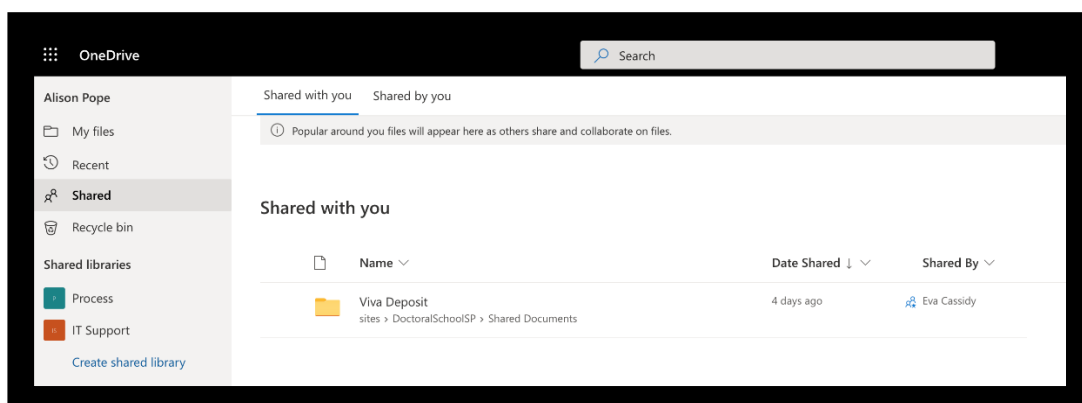 OneDrive
Search
Alison Pope
My files
Recent
Shared
Recycle bin
Shared libraries
P Process
IS IT Support
Create shared library
Shared with you Shared by you
Popular around you files will appear here as others share and collaborate on files.
Shared with you
Name Date Shared ↓ Shared By
Viva Deposit 4 days ago Eva Cassidy
sites > DoctoralSchoolSP > Shared Documents